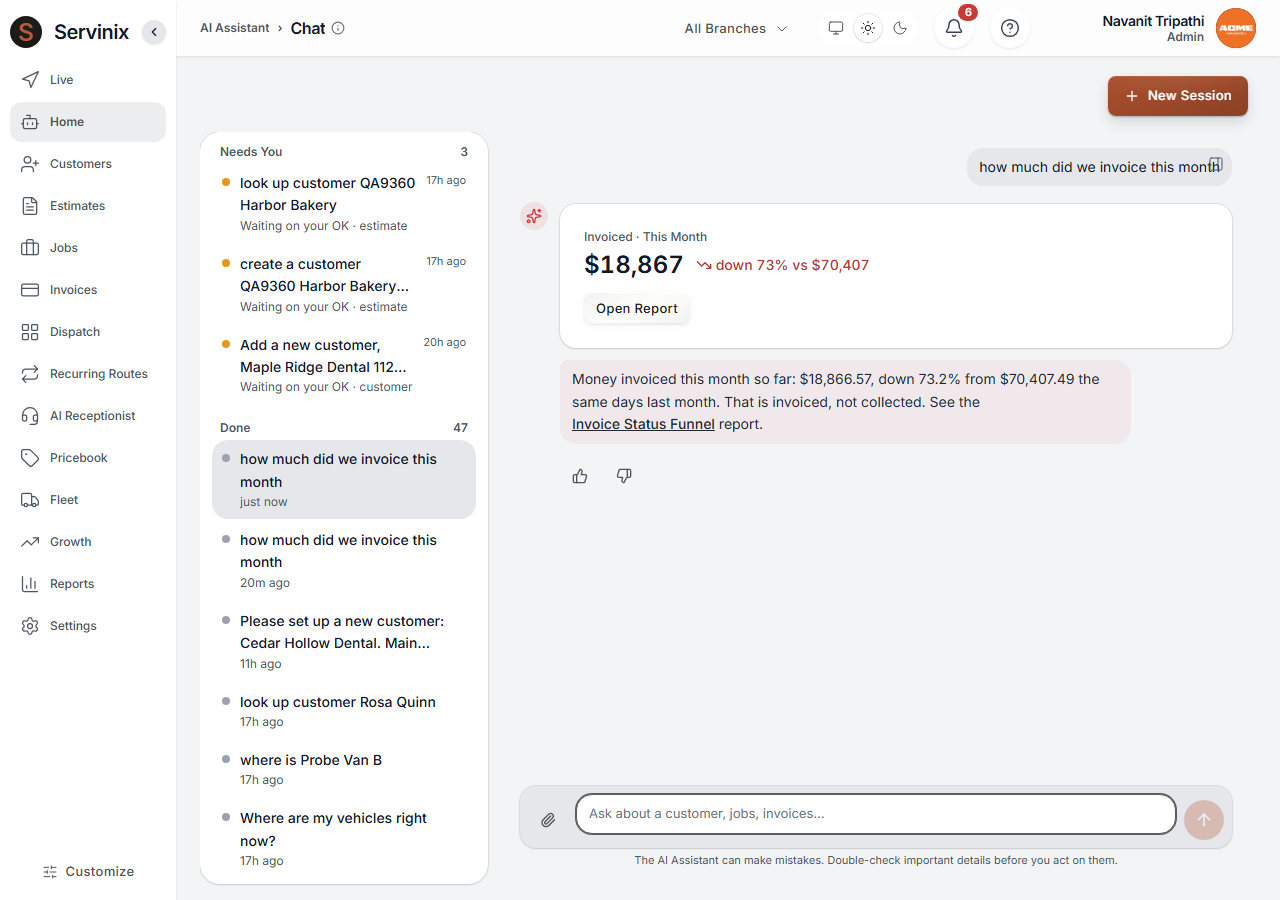 S
Servinix
Live
Home
Customers
Estimates
Jobs
Invoices
Dispatch
Recurring Routes
AI Receptionist
Pricebook
Fleet
Growth
Reports
Settings
Customize
AI Assistant › Chat
All Branches
6
Navanit Tripathi
Admin
ACME
+ New Session
Needs You 3
look up customer QA9360 17h ago
Harbor Bakery
Waiting on your OK · estimate
create a customer 17h ago
QA9360 Harbor Bakery...
Waiting on your OK · estimate
Add a new customer, 20h ago
Maple Ridge Dental 112...
Waiting on your OK · customer
Done 47
how much did we invoice this
month
just now
how much did we invoice this
month
20m ago
Please set up a new customer:
Cedar Hollow Dental. Main...
11h ago
look up customer Rosa Quinn
17h ago
where is Probe Van B
17h ago
Where are my vehicles right
now?
17h ago
how much did we invoice this month
Invoiced · This Month
$18,867 down 73% vs $70,407
Open Report
Money invoiced this month so far: $18,866.57, down 73.2% from $70,407.49 the
same days last month. That is invoiced, not collected. See the
Invoice Status Funnel report.
Ask about a customer, jobs, invoices...
The AI Assistant can make mistakes. Double-check important details before you act on them.